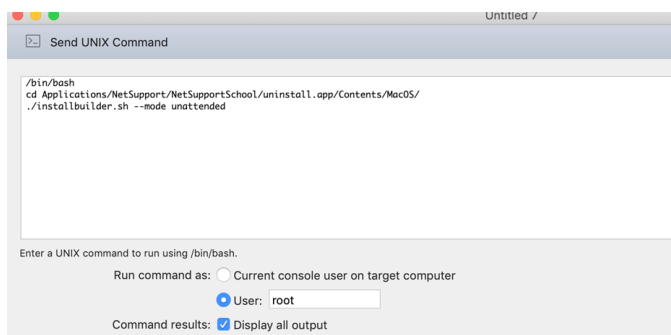 Untitled 7
Send UNIX Command
/bin/bash
cd Applications/NetSupport/NetSupportSchool/uninstall.app/Contents/MacOS/
./installbuilder.sh --mode unattended
Enter a UNIX command to run using /bin/bash.
Run command as: Current console user on target computer
User: root
Command results: Display all output